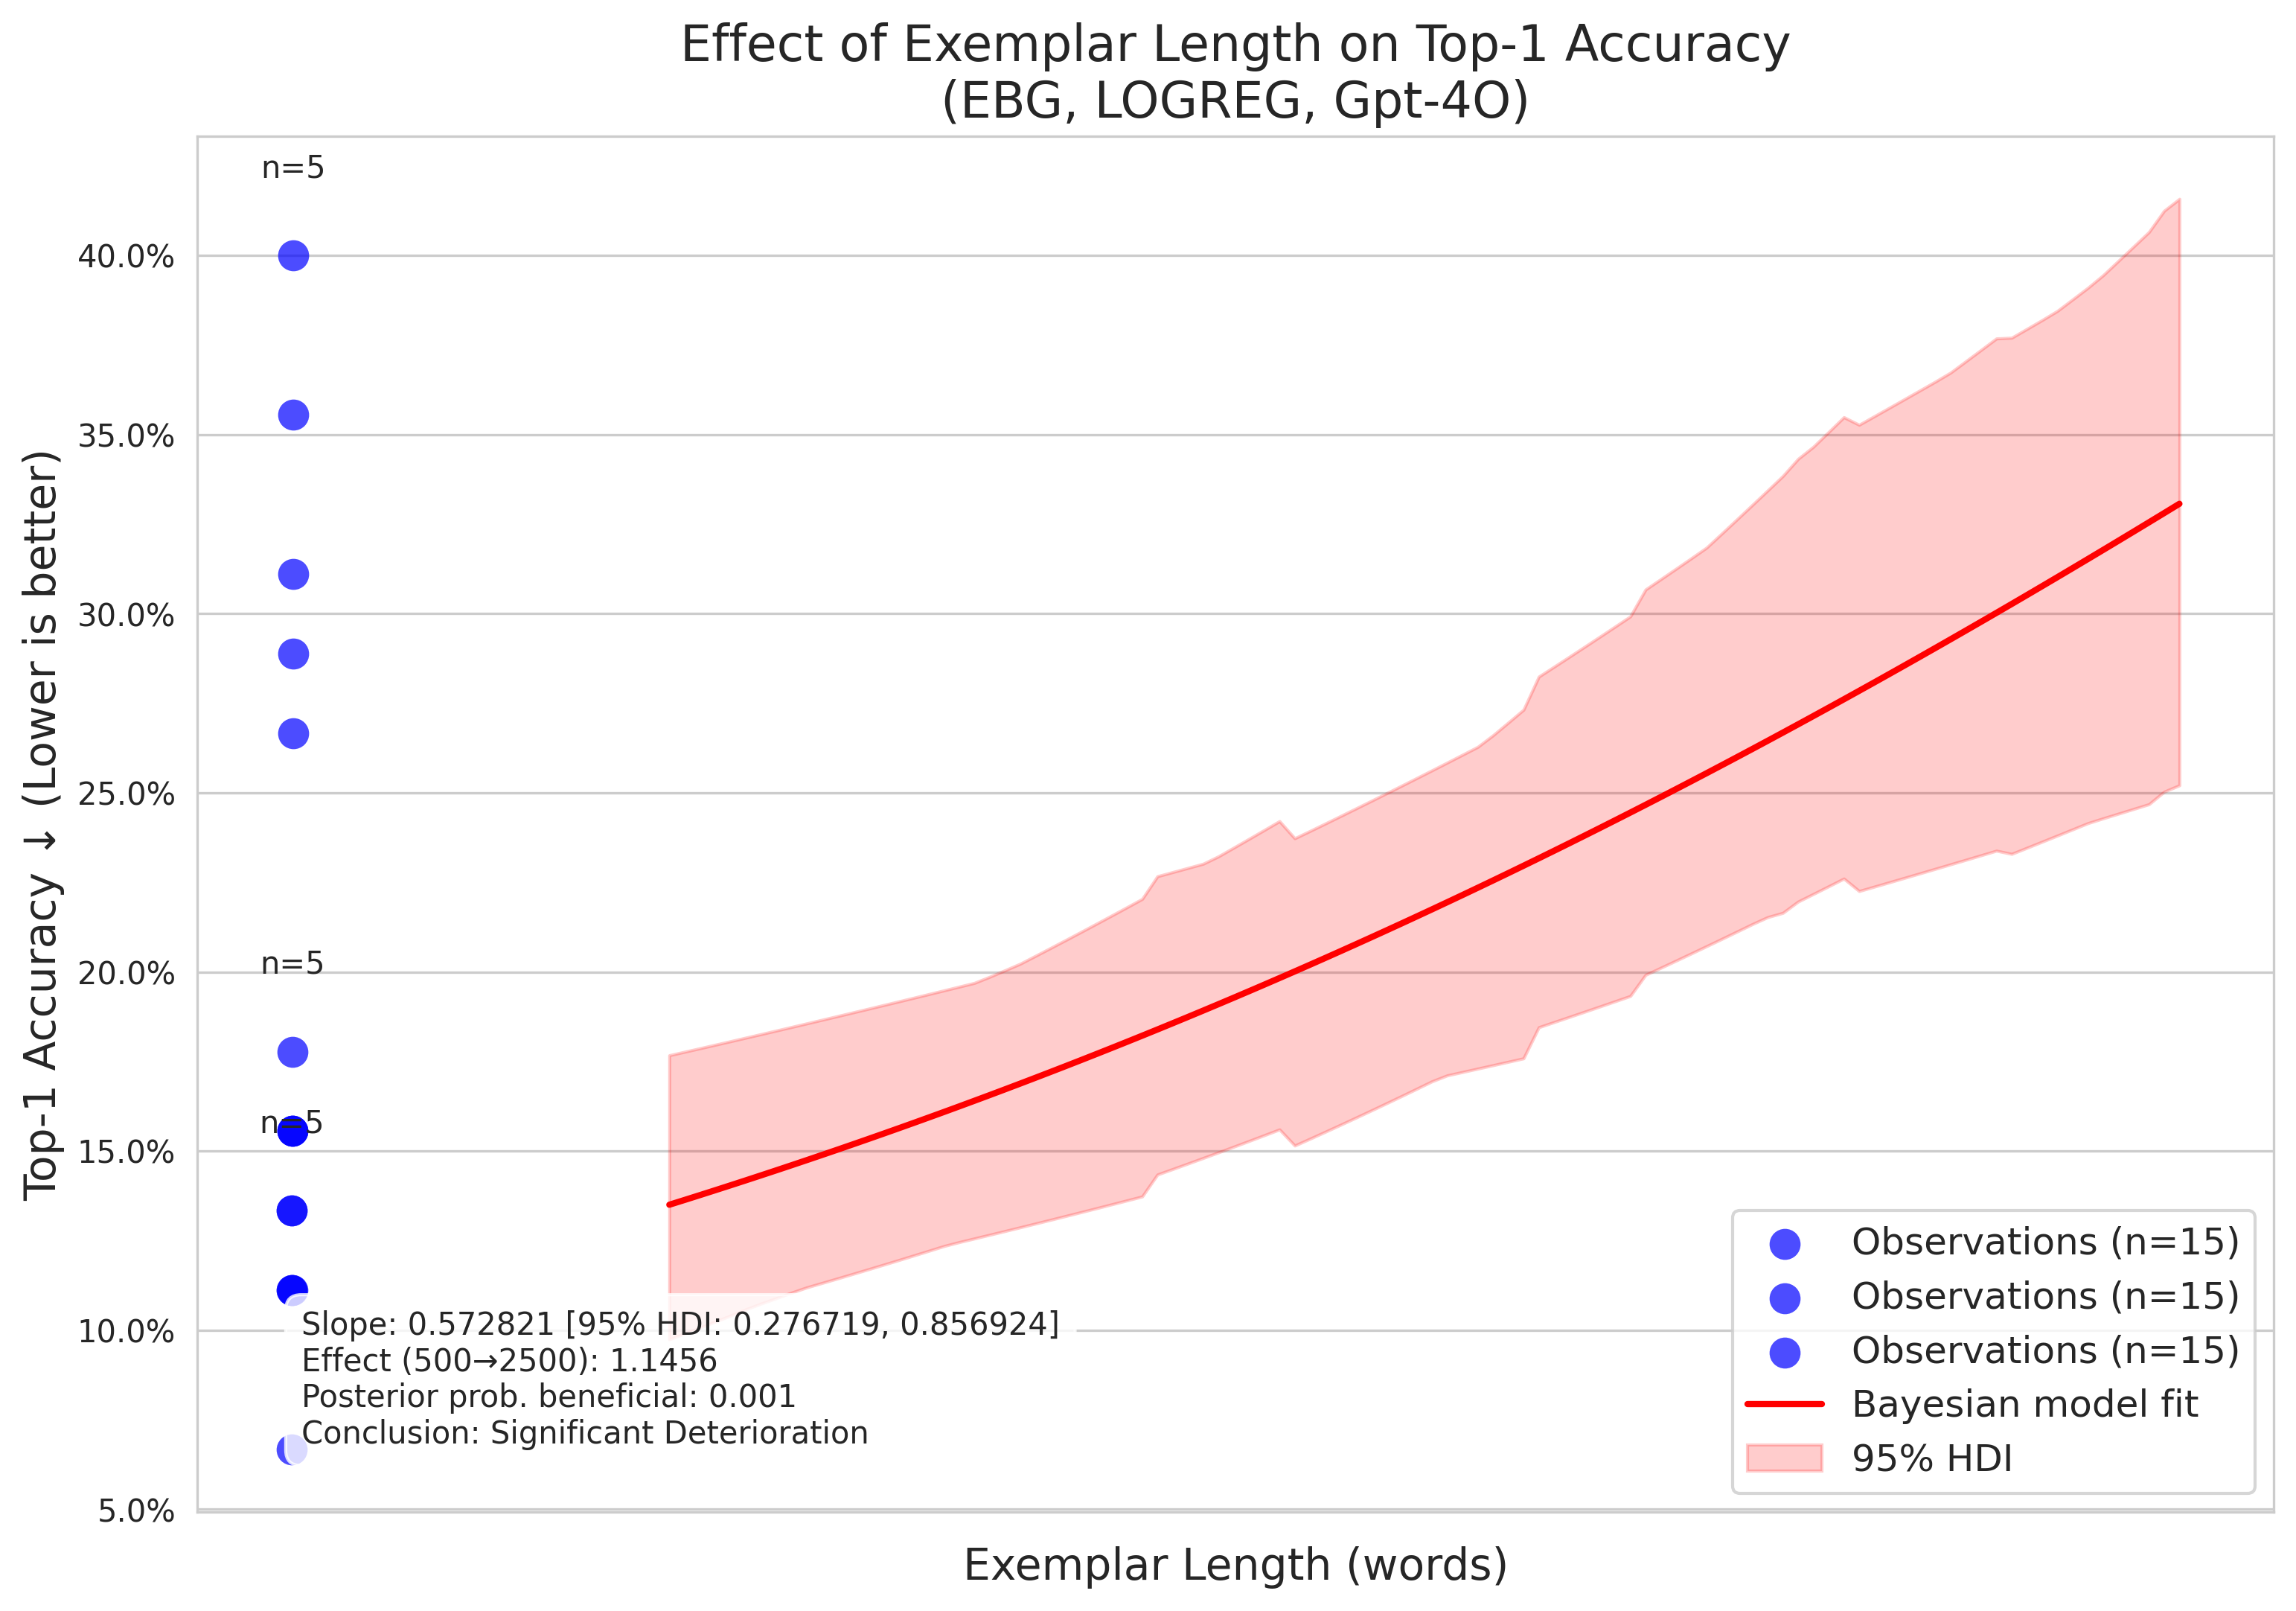 Effect of Exemplar Length on Top-1 Accuracy
(EBG, LOGREG, Gpt-4O)
Top-1 Accuracy ↓ (Lower is better)
40.0%
35.0%
30.0%
25.0%
20.0%
15.0%
10.0%
5.0%
n=5
n=5
n=5
Slope: 0.572821 [95% HDI: 0.276719, 0.856924]
Effect (500→2500): 1.1456
Posterior prob. beneficial: 0.001
Conclusion: Significant Deterioration
Observations (n=15)
Observations (n=15)
Observations (n=15)
Bayesian model fit
95% HDI
Exemplar Length (words)